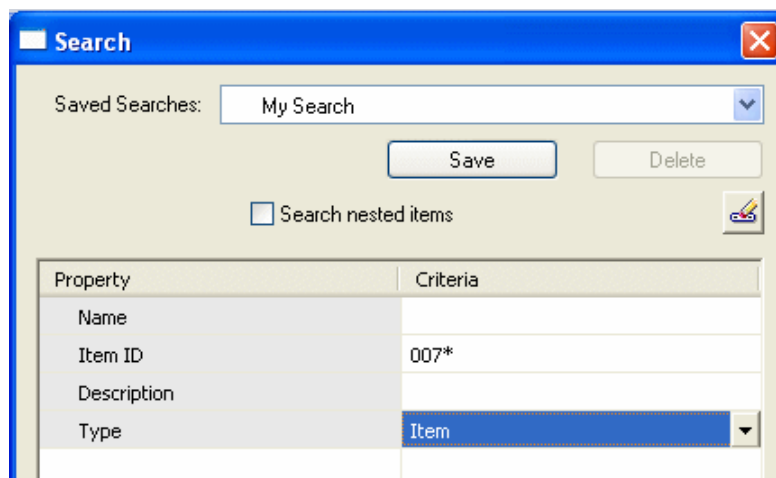 Search
Saved Searches: My Search
Save Delete
Search nested items
Property Criteria
Name
Item ID 007*
Description
Type Item